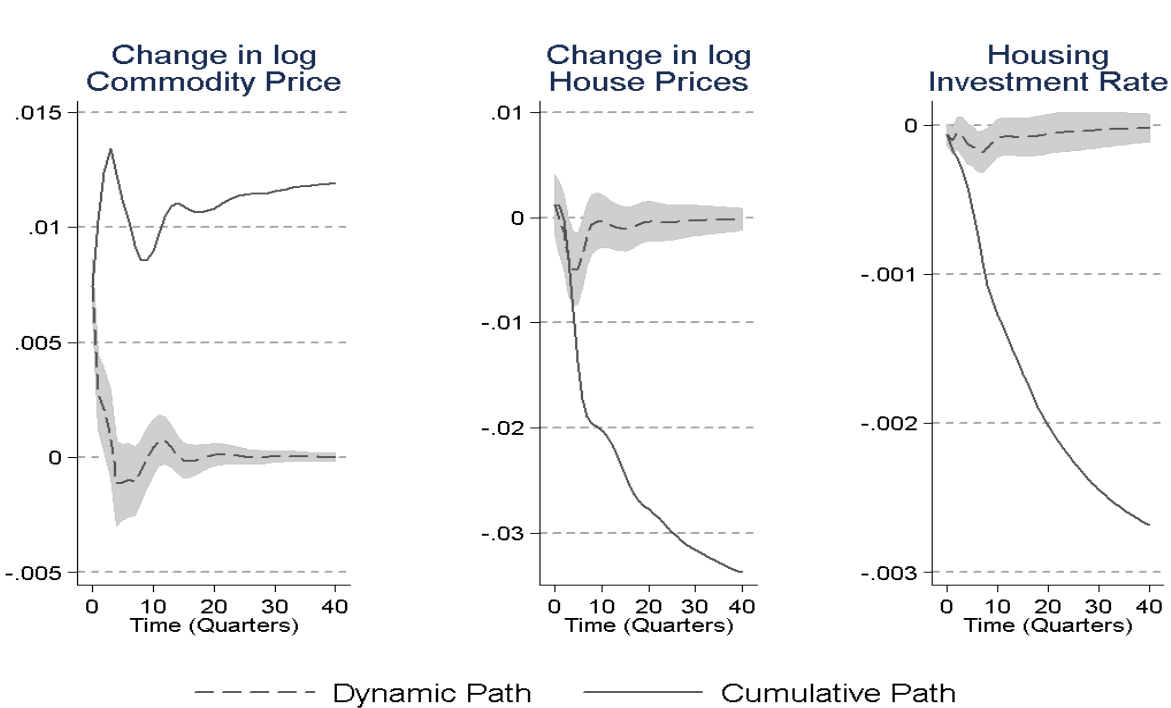 Change in log
Commodity Price
.015
.01
.005
0
-.005
0 10 20 30 40
Time (Quarters)
Change in log
House Prices
.01
0
-.01
-.02
-.03
0 10 20 30 40
Time (Quarters)
Housing
Investment Rate
0
-.001
-.002
-.003
0 10 20 30 40
Time (Quarters)
Dynamic Path Cumulative Path